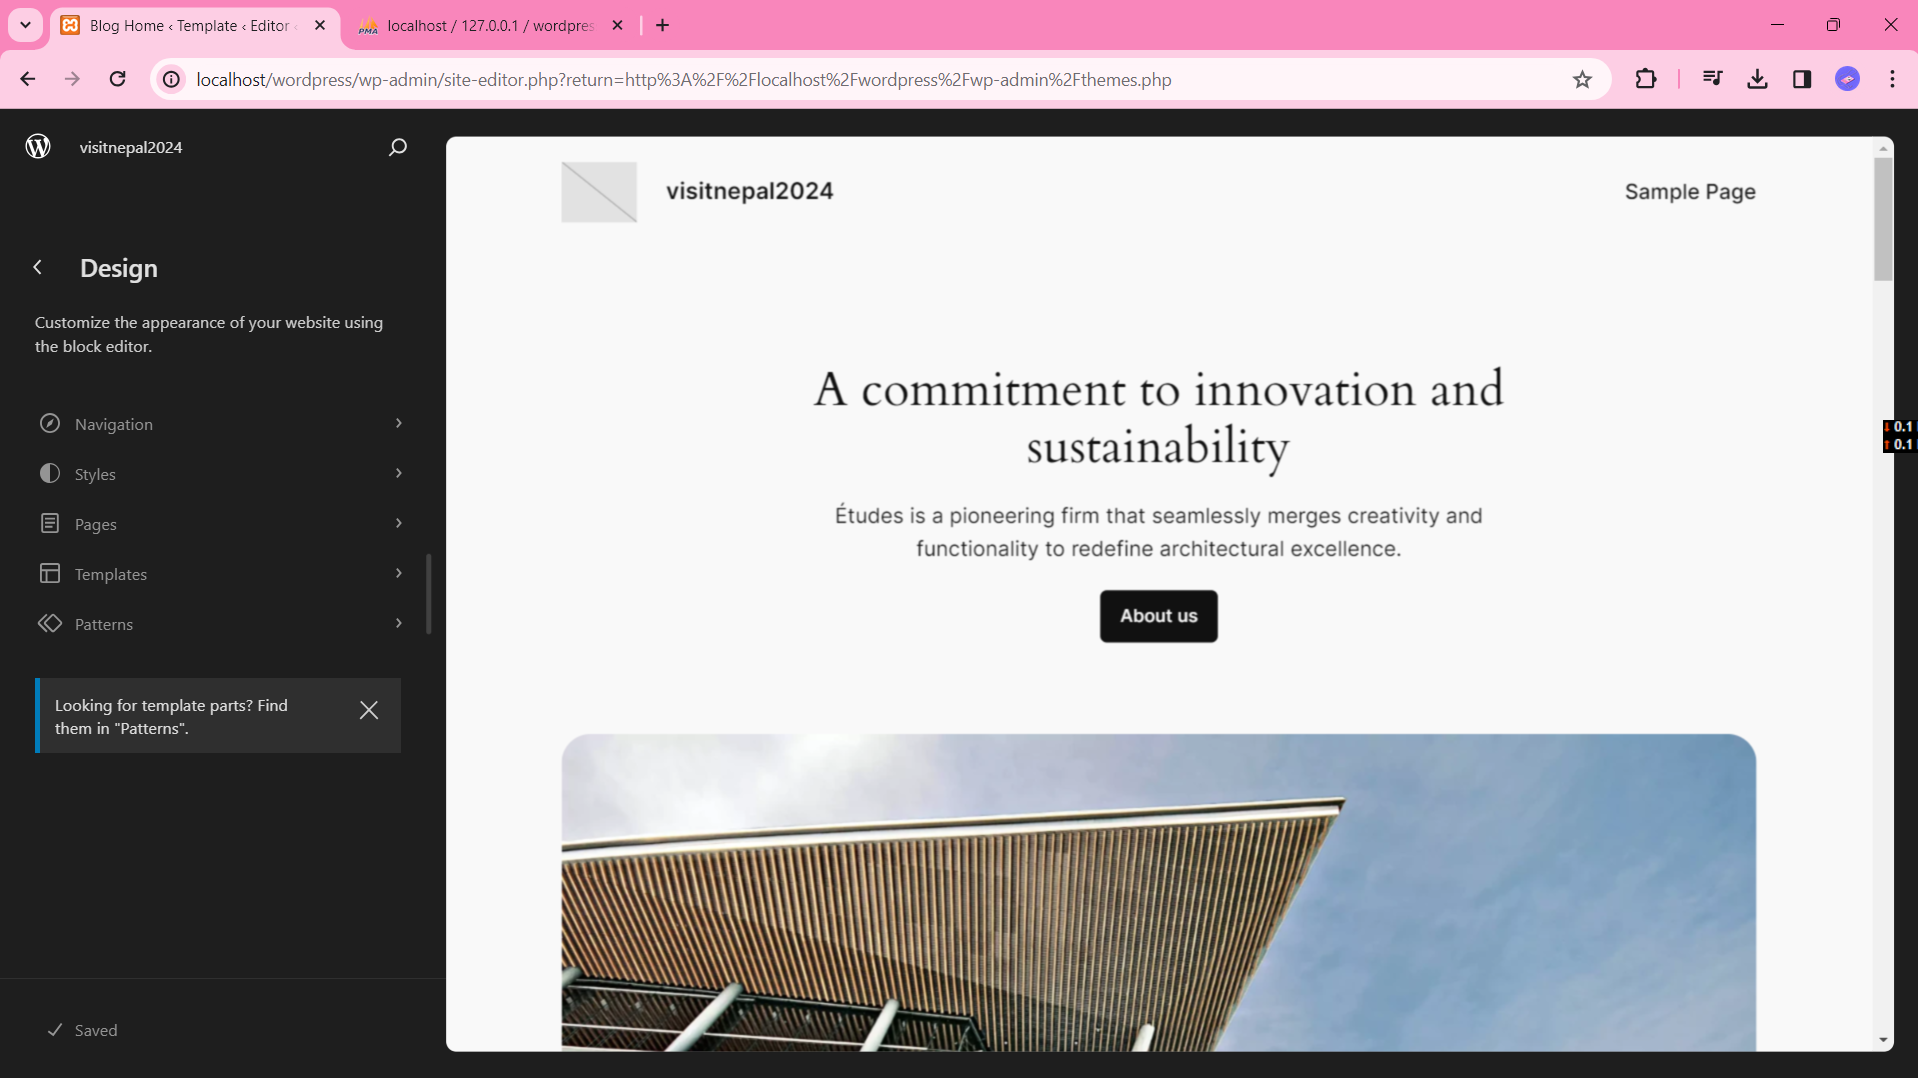 Blog Home ‹ Template ‹ Editor ‹
localhost / 127.0.0.1 / wordpres
localhost/wordpress/wp-admin/site-editor.php?return=http%3A%2F%2Flocalhost%2Fwordpress%2Fwp-admin%2Fthemes.php
visitnepal2024
Design
Customize the appearance of your website using
the block editor.
Navigation
Styles
Pages
Templates
Patterns
Looking for template parts? Find
them in "Patterns".
Saved
visitnepal2024
Sample Page
A commitment to innovation and
sustainability
Études is a pioneering firm that seamlessly merges creativity and
functionality to redefine architectural excellence.
About us
0.1
0.1
PMA